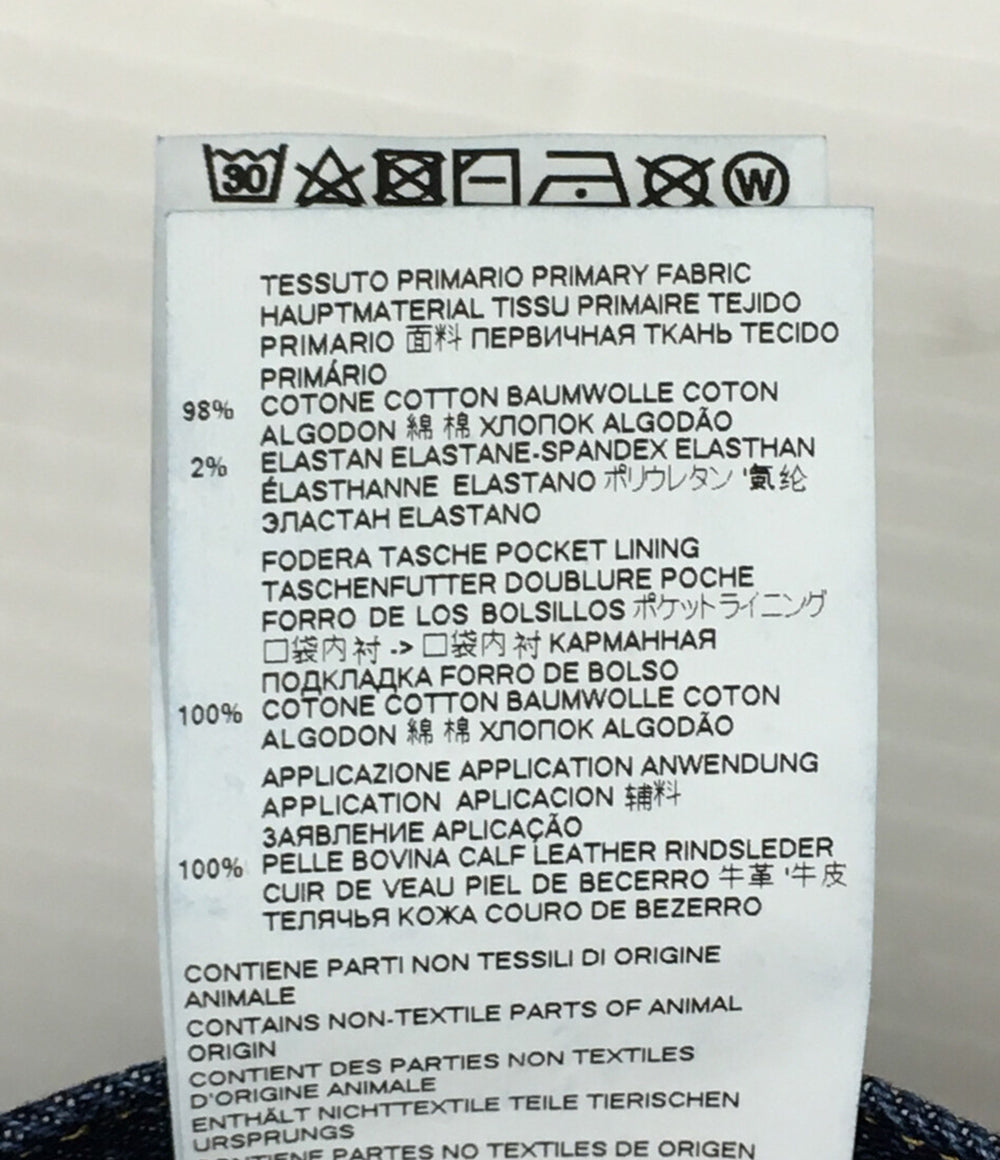 30 W
TESSUTO PRIMARIO PRIMARY FABRIC
HAUPTMATERIAL TISSU PRIMAIRE TEJIDO
PRIMARIO 面料 ПЕРВИЧНАЯ ТКАНЬ TECIDO
PRIMÁRIO
98% COTONE COTTON BAUMWOLLE COTON
ALGODON 綿 棉 ХЛОПОК ALGODÃO
2% ELASTAN ELASTANE-SPANDEX ELASTHAN
ÉLASTHANNE ELASTANO ポリウレタン '氨纶
ЭЛАСТАН ELASTANO
FODERA TASCHE POCKET LINING
TASCHENFUTTER DOUBLURE POCHE
FORRO DE LOS BOLSILLOS ポケットライニング
口袋内衬 -> 口袋内衬 КАРМАННАЯ
ПОДКЛАДКА FORRO DE BOLSO
100% COTONE COTTON BAUMWOLLE COTON
ALGODON 綿 棉 ХЛОПОК ALGODÃO
APPLICAZIONE APPLICATION ANWENDUNG
APPLICATION APLICACION 辅料
ЗАЯВЛЕНИЕ APLICAÇÃO
100% PELLE BOVINA CALF LEATHER RINDSLEDER
CUIR DE VEAU PIEL DE BECERRO 牛革 '牛皮
ТЕЛЯЧЬЯ КОЖА COURO DE BEZERRO
CONTIENE PARTI NON TESSILI DI ORIGINE
ANIMALE
CONTAINS NON-TEXTILE PARTS OF ANIMAL
ORIGIN
CONTIENT DES PARTIES NON TEXTILES
D'ORIGINE ANIMALE
ENTHÄLT NICHTTEXTILE TEILE TIERISCHEN
URSPRUNGS
CONTIENE PARTES NO TEXTILES DE ORIGEN